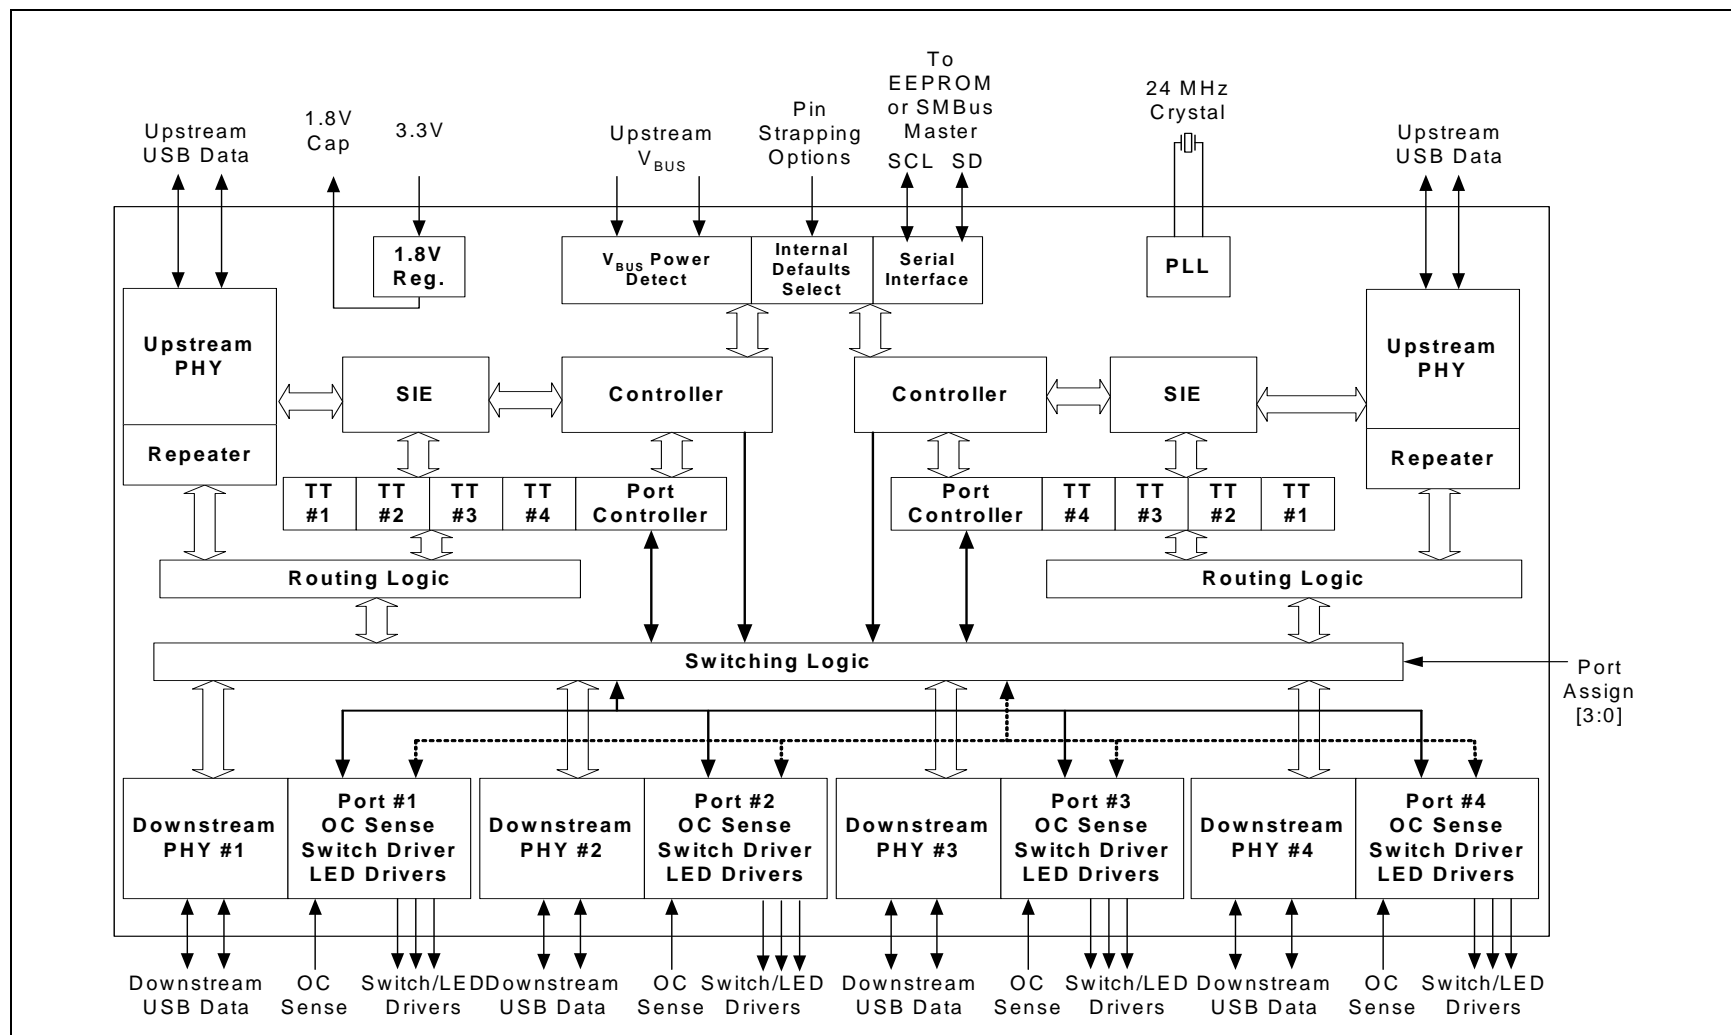 Upstream
USB Data
1.8V
Cap
3.3V
Upstream
VBUS
Pin
Strapping
Options
To
EEPROM
or SMBus
Master
SCL SD
24 MHz
Crystal
Upstream
USB Data
1.8V
Reg.
VBUS Power
Detect
Internal
Defaults
Select
Serial
Interface
PLL
Upstream
PHY
Repeater
SIE
Controller
Controller
SIE
Upstream
PHY
Repeater
TT
#1
TT
#2
TT
#3
TT
#4
Port
Controller
Port
Controller
TT
#4
TT
#3
TT
#2
TT
#1
Routing Logic
Routing Logic
Switching Logic
Port
Assign
[3:0]
Downstream
PHY #1
Port #1
OC Sense
Switch Driver
LED Drivers
Downstream
PHY #2
Port #2
OC Sense
Switch Driver
LED Drivers
Downstream
PHY #3
Port #3
OC Sense
Switch Driver
LED Drivers
Downstream
PHY #4
Port #4
OC Sense
Switch Driver
LED Drivers
Downstream
USB Data
OC
Sense
Switch/LED
Drivers
Downstream
USB Data
OC
Sense
Switch/LED
Drivers
Downstream
USB Data
OC
Sense
Switch/LED
Drivers
Downstream
USB Data
OC
Sense
Switch/LED
Drivers